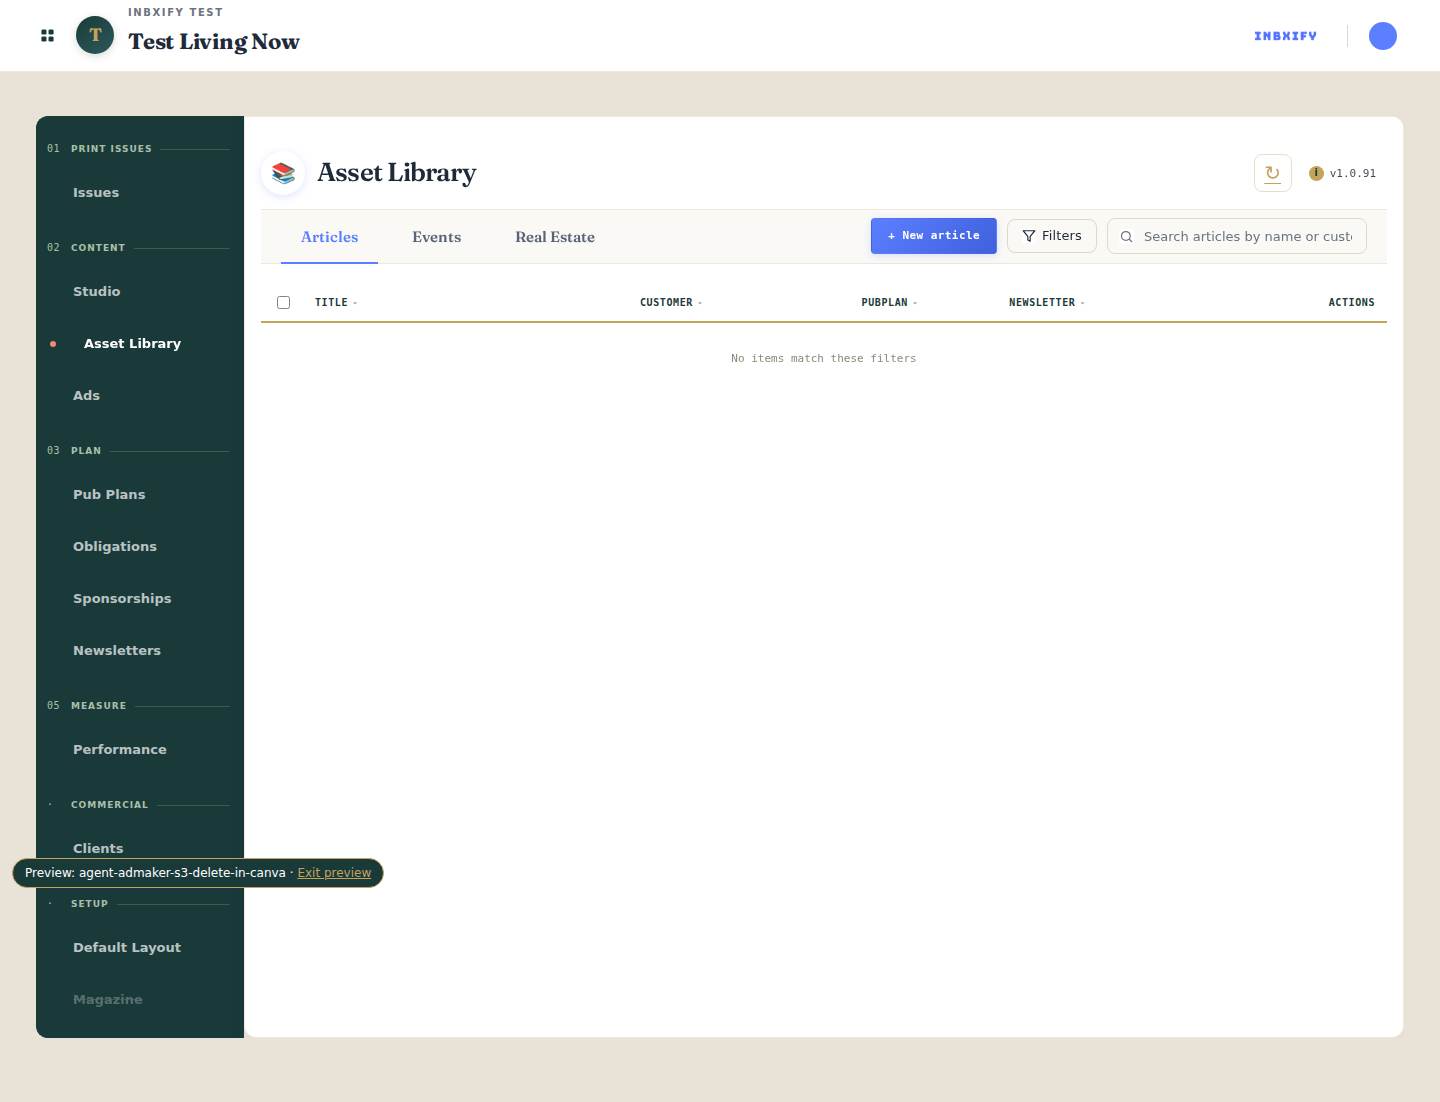 INBXIFY TEST
T
Test Living Now
INBXIFY
01 PRINT ISSUES
Issues
02 CONTENT
Studio
Asset Library
Ads
03 PLAN
Pub Plans
Obligations
Sponsorships
Newsletters
05 MEASURE
Performance
· COMMERCIAL
Clients
Preview: agent-admaker-s3-delete-in-canva · Exit preview
· SETUP
Default Layout
Magazine
Asset Library
↻
i v1.0.91
Articles Events Real Estate
+ New article
Filters
Search articles by name or custo
TITLE - CUSTOMER - PUBPLAN - NEWSLETTER - ACTIONS
No items match these filters